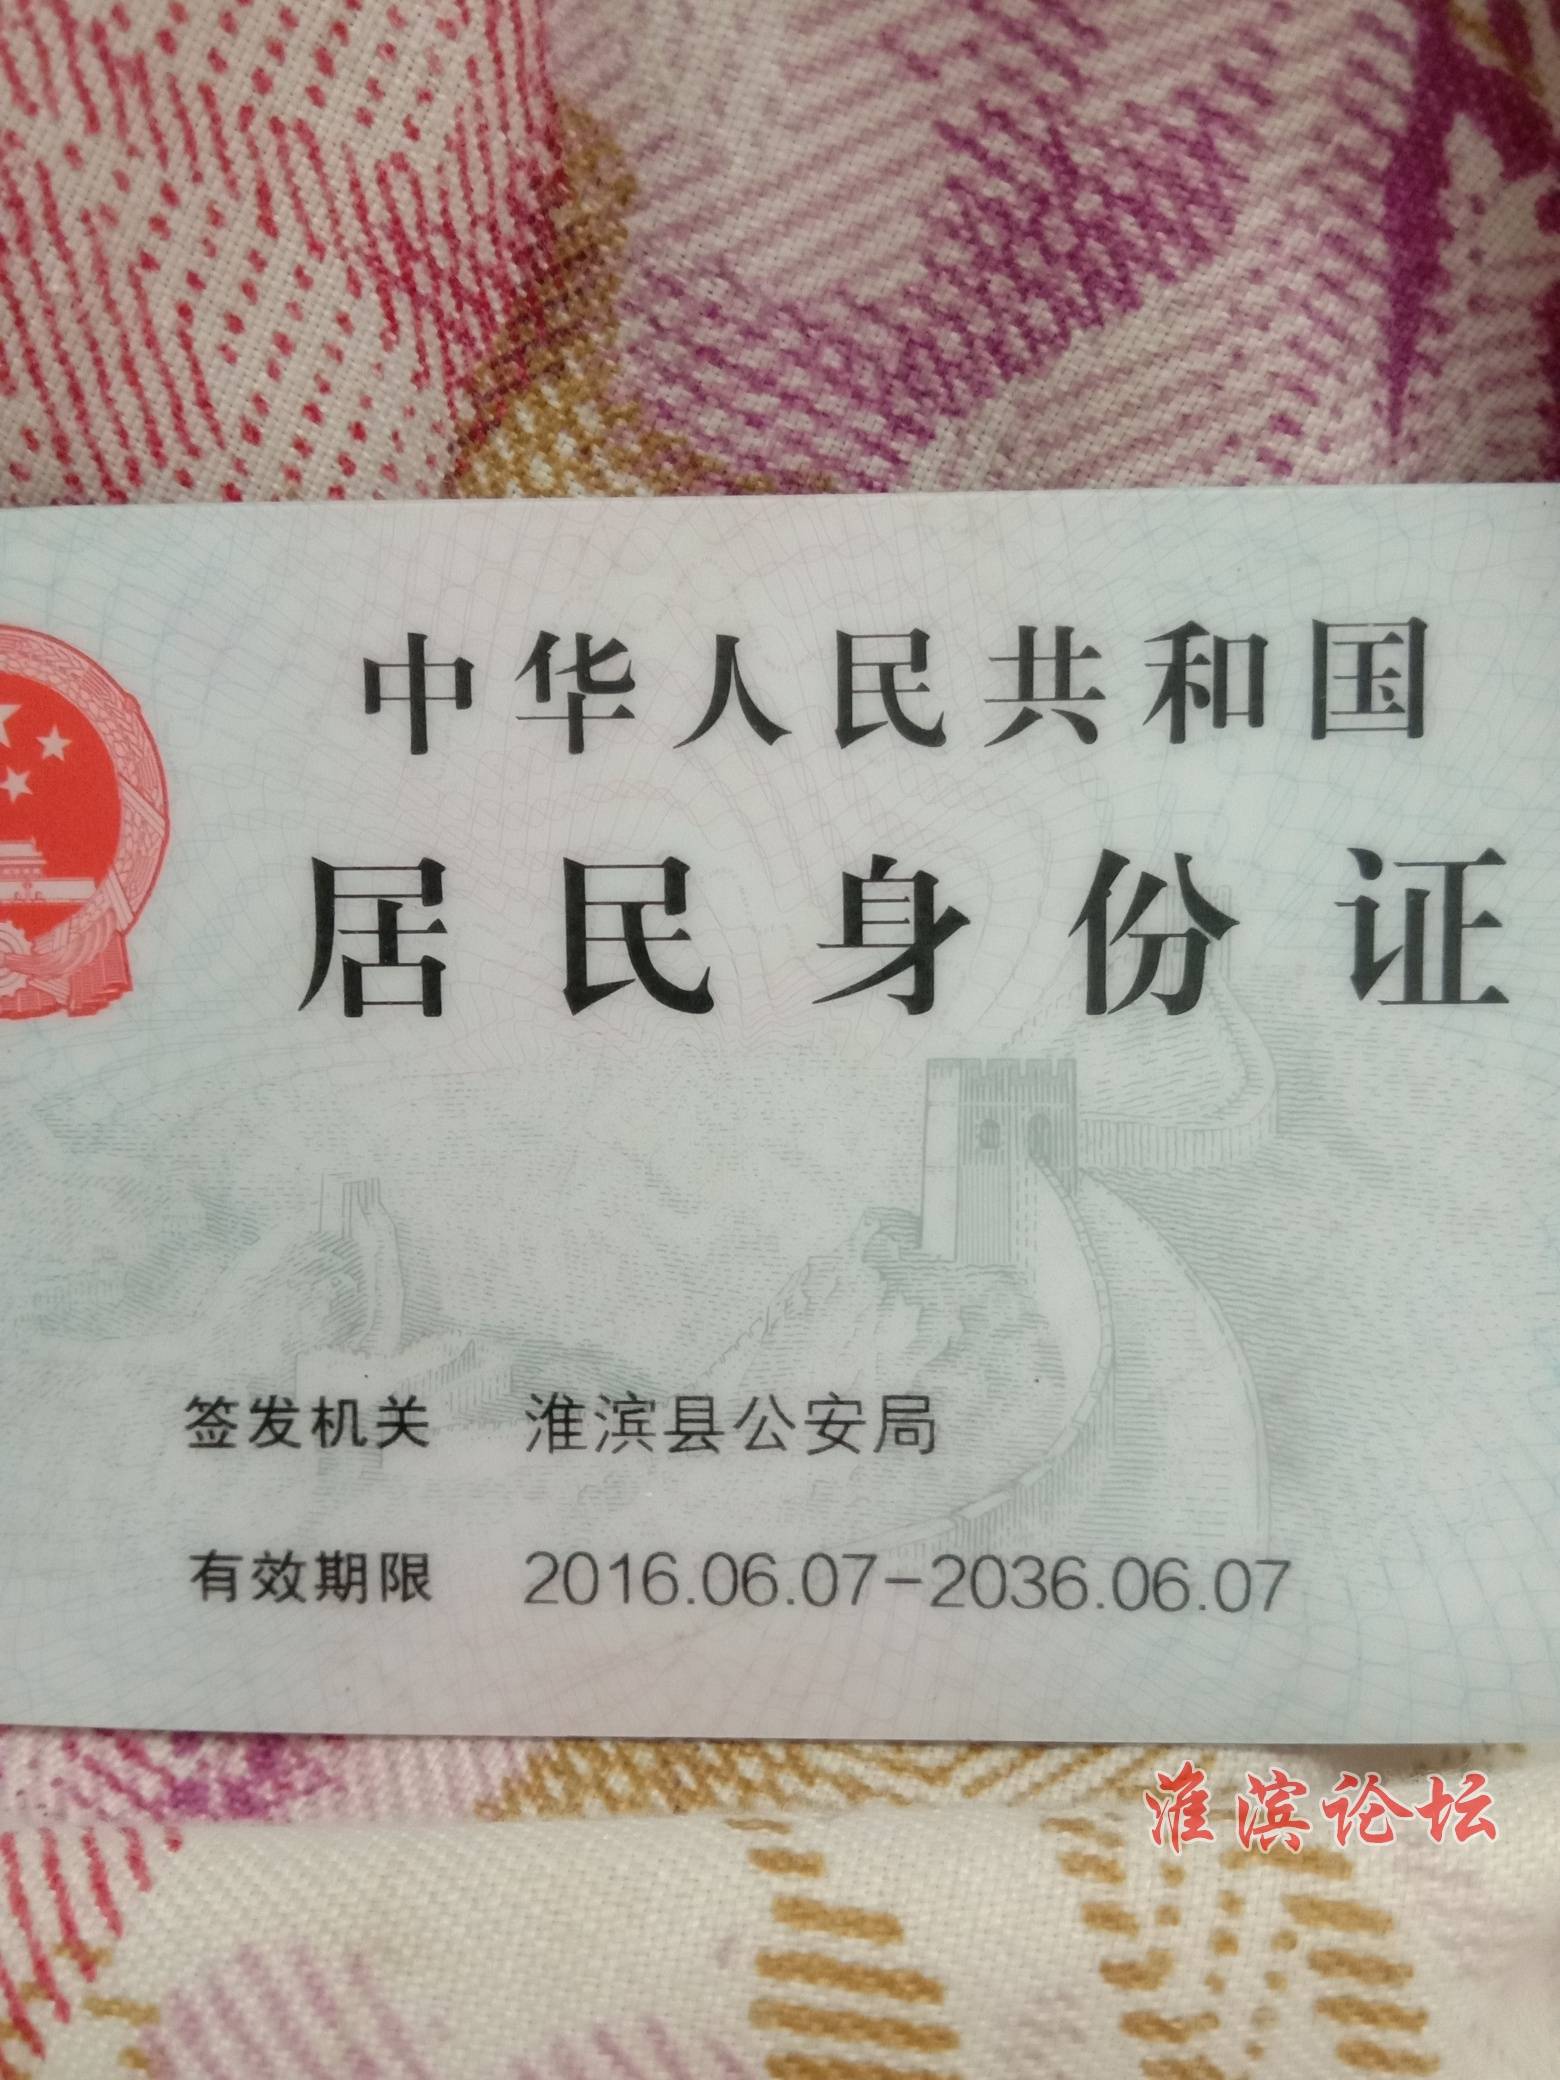 中华人民共和国
居民身份证
签发机关 淮滨县公安局
有效期限 2016.06.07-2036.06.07
淮滨论坛